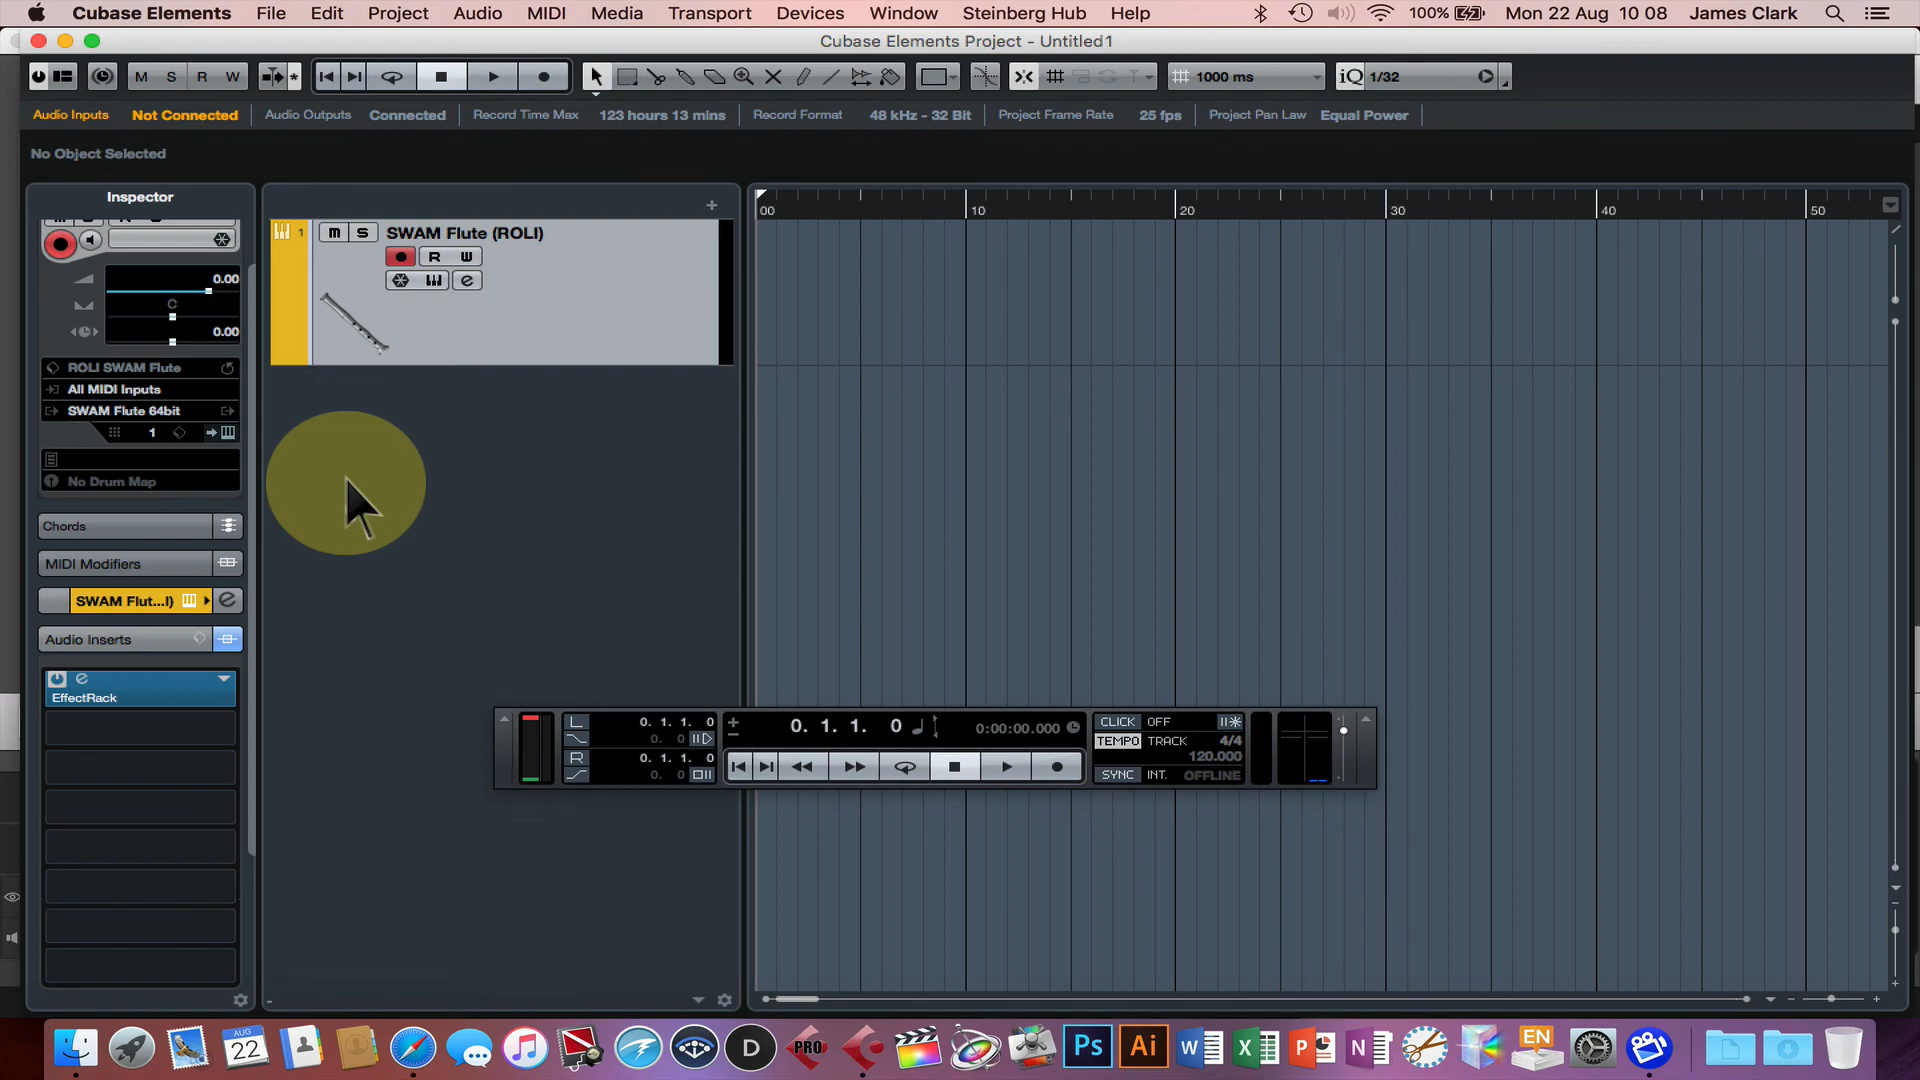 Cubase Elements File Edit Project Audio MIDI Media Transport Devices Window Steinberg Hub Help 100% Mon 22 Aug 10 08 James Clark
Cubase Elements Project - Untitled1
M S R W 1000 ms iQ 1/32
Audio Inputs Not Connected Audio Outputs Connected Record Time Max 123 hours 13 mins Record Format 48 kHz - 32 Bit Project Frame Rate 25 fps Project Pan Law Equal Power
No Object Selected
Inspector
00 10 20 30 40 50
1 m S SWAM Flute (ROLI)
R W
e
0.00
C
0.00
ROLI SWAM Flute
All MIDI Inputs
SWAM Flute 64bit
1
No Drum Map
Chords
MIDI Modifiers
SWAM Flut...l) e
Audio Inserts
e
EffectRack
L 0. 1. 1. 0
0. 0
R 0. 1. 1. 0
0. 0
0. 1. 1. 0 0:00:00.000
CLICK OFF
TEMPO TRACK 4/4
120.000
SYNC INT. OFFLINE
AUG
22
D
PRO
Ps
Ai
W
X
P
N
EN